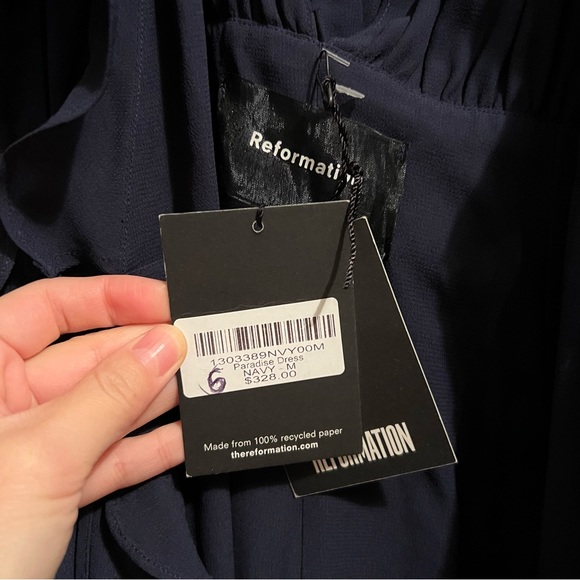 Reformation
1303389NVY00M
Paradise Dress
NAVY - M
$328.00
6
Made from 100% recycled paper
thereformation.com
REFORMATION